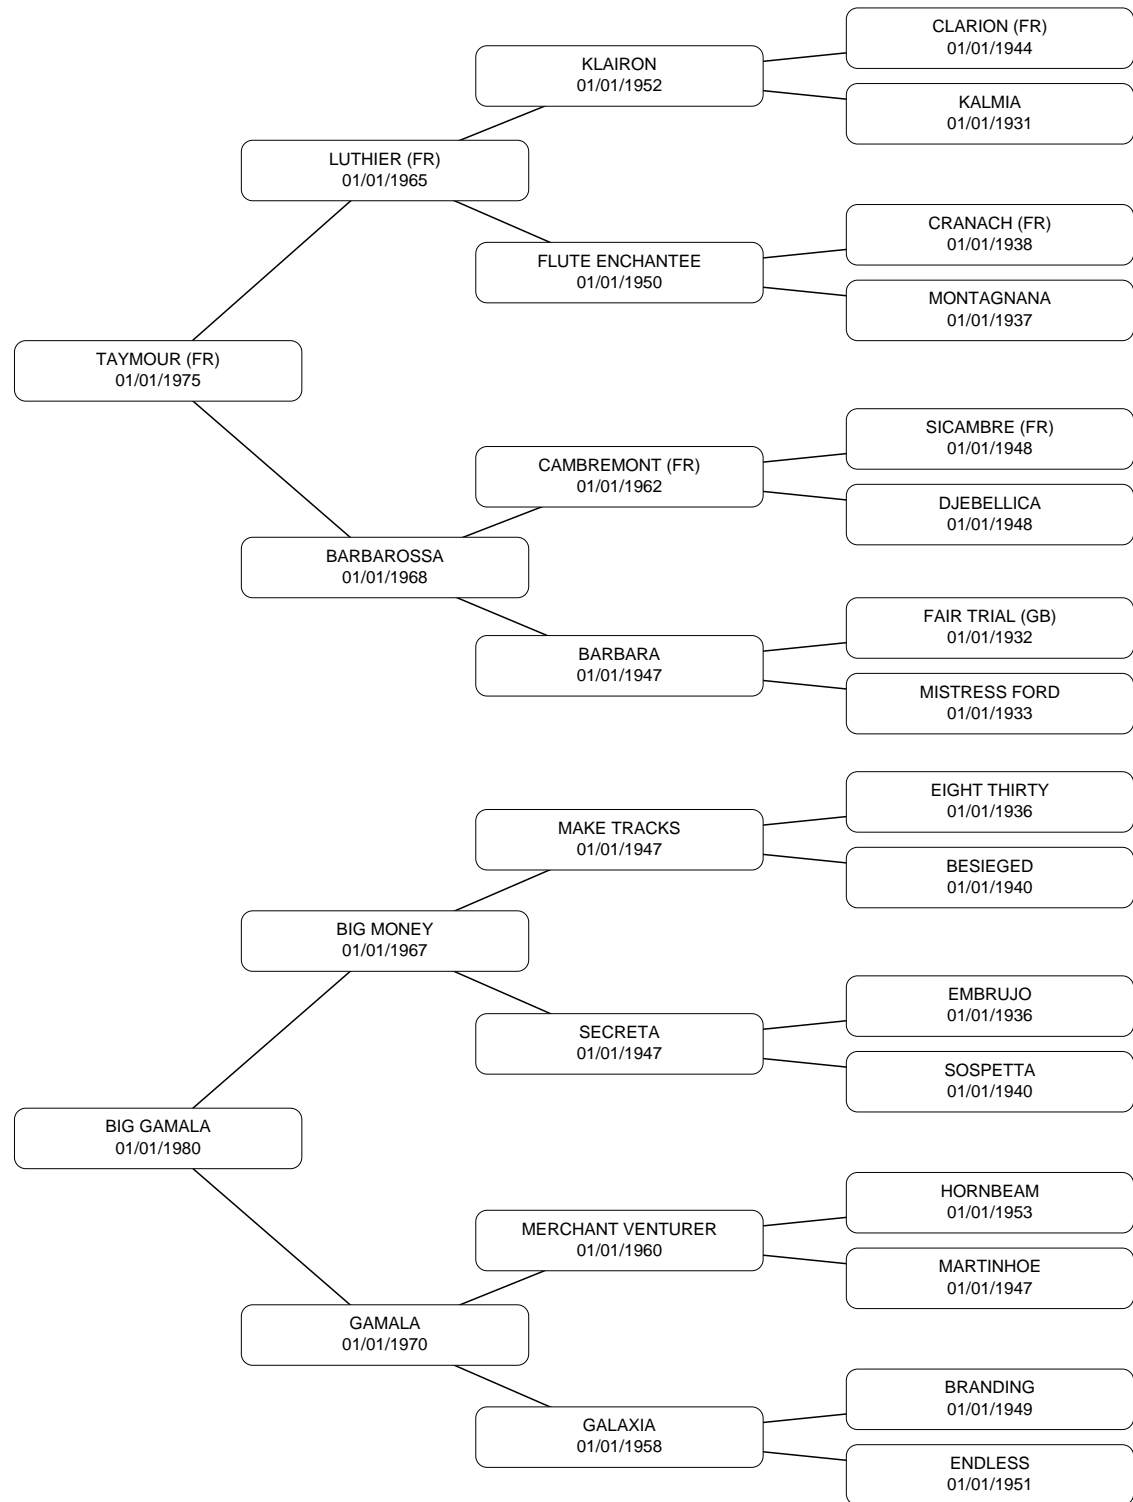 CLARION (FR)
01/01/1944
KLAIRON
01/01/1952
KALMIA
01/01/1931
LUTHIER (FR)
01/01/1965
CRANACH (FR)
01/01/1938
FLUTE ENCHANTEE
01/01/1950
MONTAGNANA
01/01/1937
TAYMOUR (FR)
01/01/1975
SICAMBRE (FR)
01/01/1948
CAMBREMONT (FR)
01/01/1962
DJEBELLICA
01/01/1948
BARBAROSSA
01/01/1968
FAIR TRIAL (GB)
01/01/1932
BARBARA
01/01/1947
MISTRESS FORD
01/01/1933
EIGHT THIRTY
01/01/1936
MAKE TRACKS
01/01/1947
BESIEGED
01/01/1940
BIG MONEY
01/01/1967
EMBRUJO
01/01/1936
SECRETA
01/01/1947
SOSPETTA
01/01/1940
BIG GAMALA
01/01/1980
HORNBEAM
01/01/1953
MERCHANT VENTURER
01/01/1960
MARTINHOE
01/01/1947
GAMALA
01/01/1970
BRANDING
01/01/1949
GALAXIA
01/01/1958
ENDLESS
01/01/1951